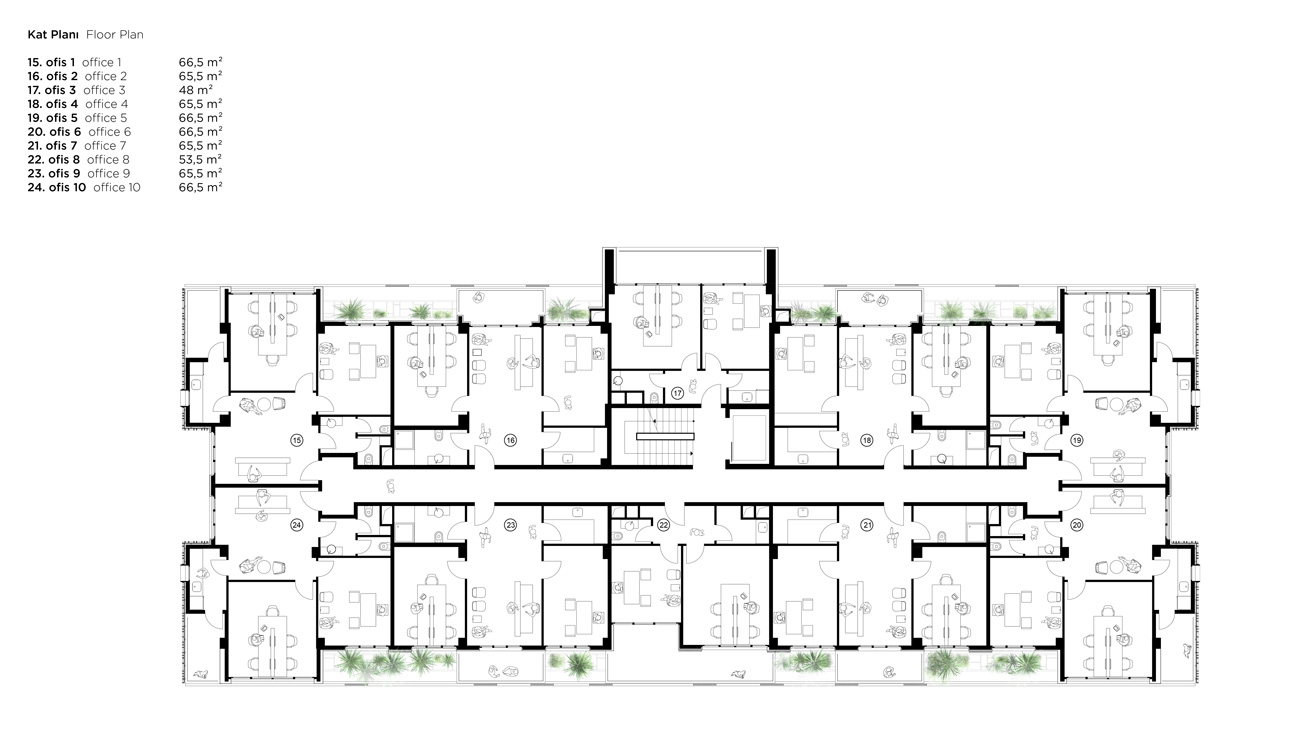 Kat Planı Floor Plan
15. ofis 1 office 1 66,5 m²
16. ofis 2 office 2 65,5 m²
17. ofis 3 office 3 48 m²
18. ofis 4 office 4 65,5 m²
19. ofis 5 office 5 66,5 m²
20. ofis 6 office 6 66,5 m²
21. ofis 7 office 7 65,5 m²
22. ofis 8 office 8 53,5 m²
23. ofis 9 office 9 65,5 m²
24. ofis 10 office 10 66,5 m²
17
15 16 18 19
24 23 22 21 20